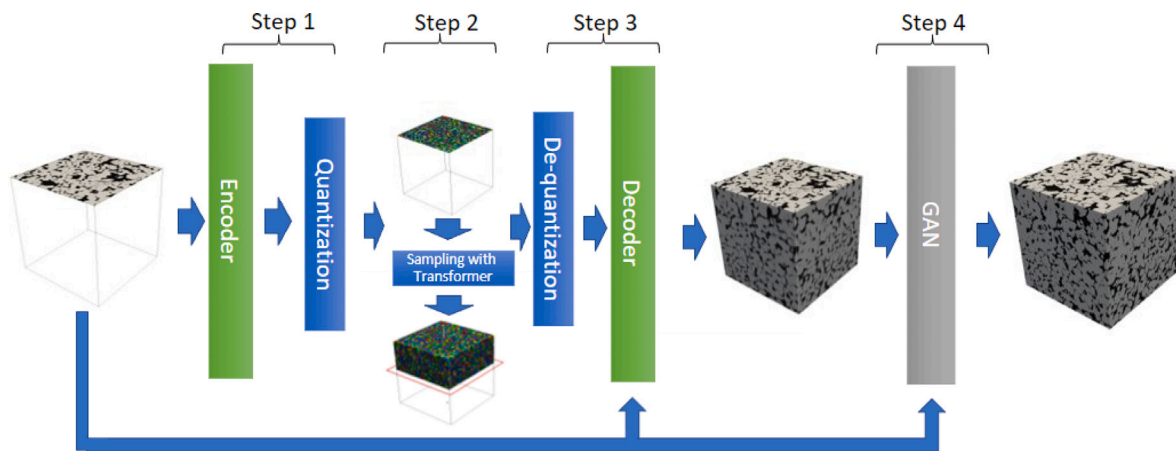 Step 1
Step 2
Step 3
Step 4
Encoder
Quantization
Sampling with
Transformer
De-quantization
Decoder
GAN